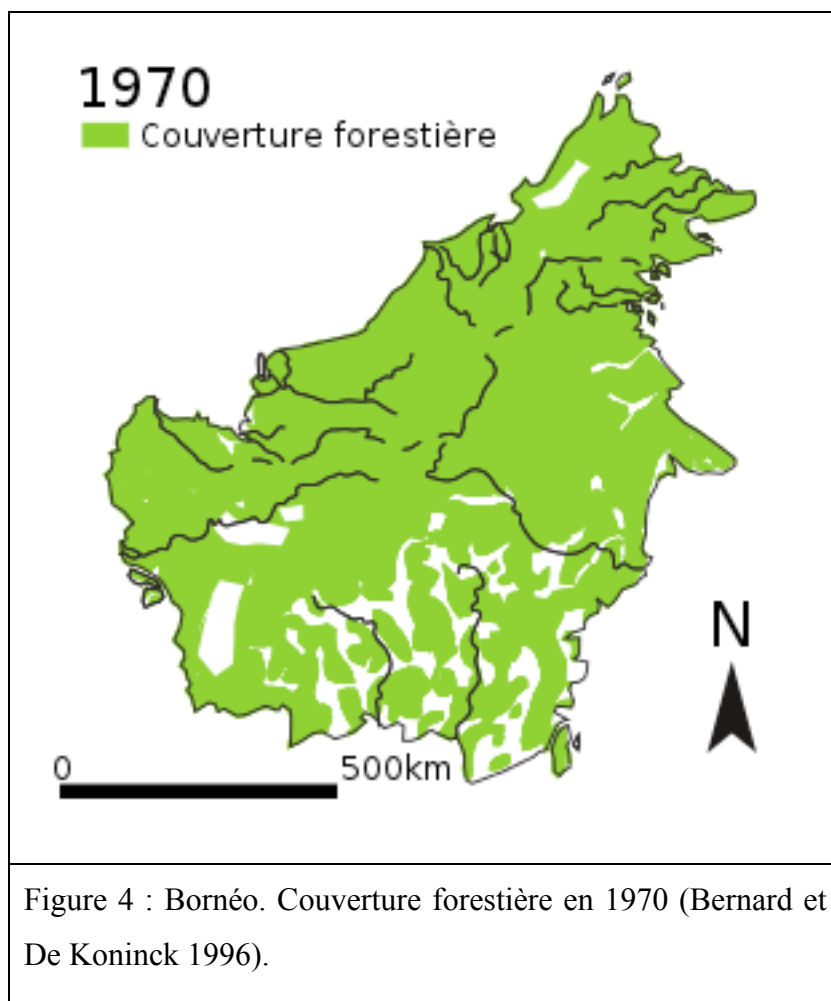 1970
Couverture forestière
N
0 500km
Figure 4 : Bornéo. Couverture forestière en 1970 (Bernard et
De Koninck 1996).